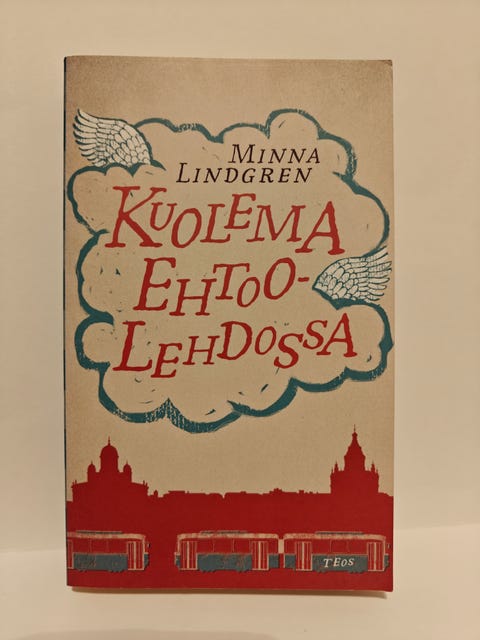 MINNA
LINDGREN
KUOLEMA
EHTOO-
LEHDOSSA
TEOS